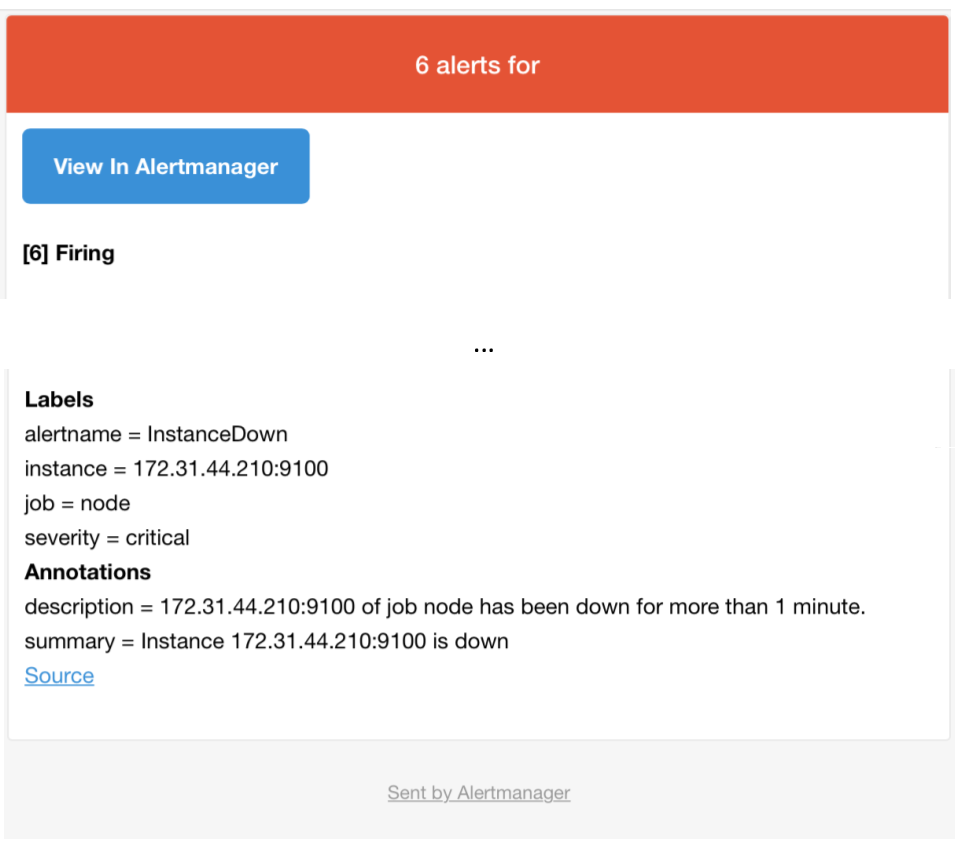 6 alerts for
View In Alertmanager
[6] Firing
...
Labels
alertname = InstanceDown
instance = 172.31.44.210:9100
job = node
severity = critical
Annotations
description = 172.31.44.210:9100 of job node has been down for more than 1 minute.
summary = Instance 172.31.44.210:9100 is down
Source
Sent by Alertmanager